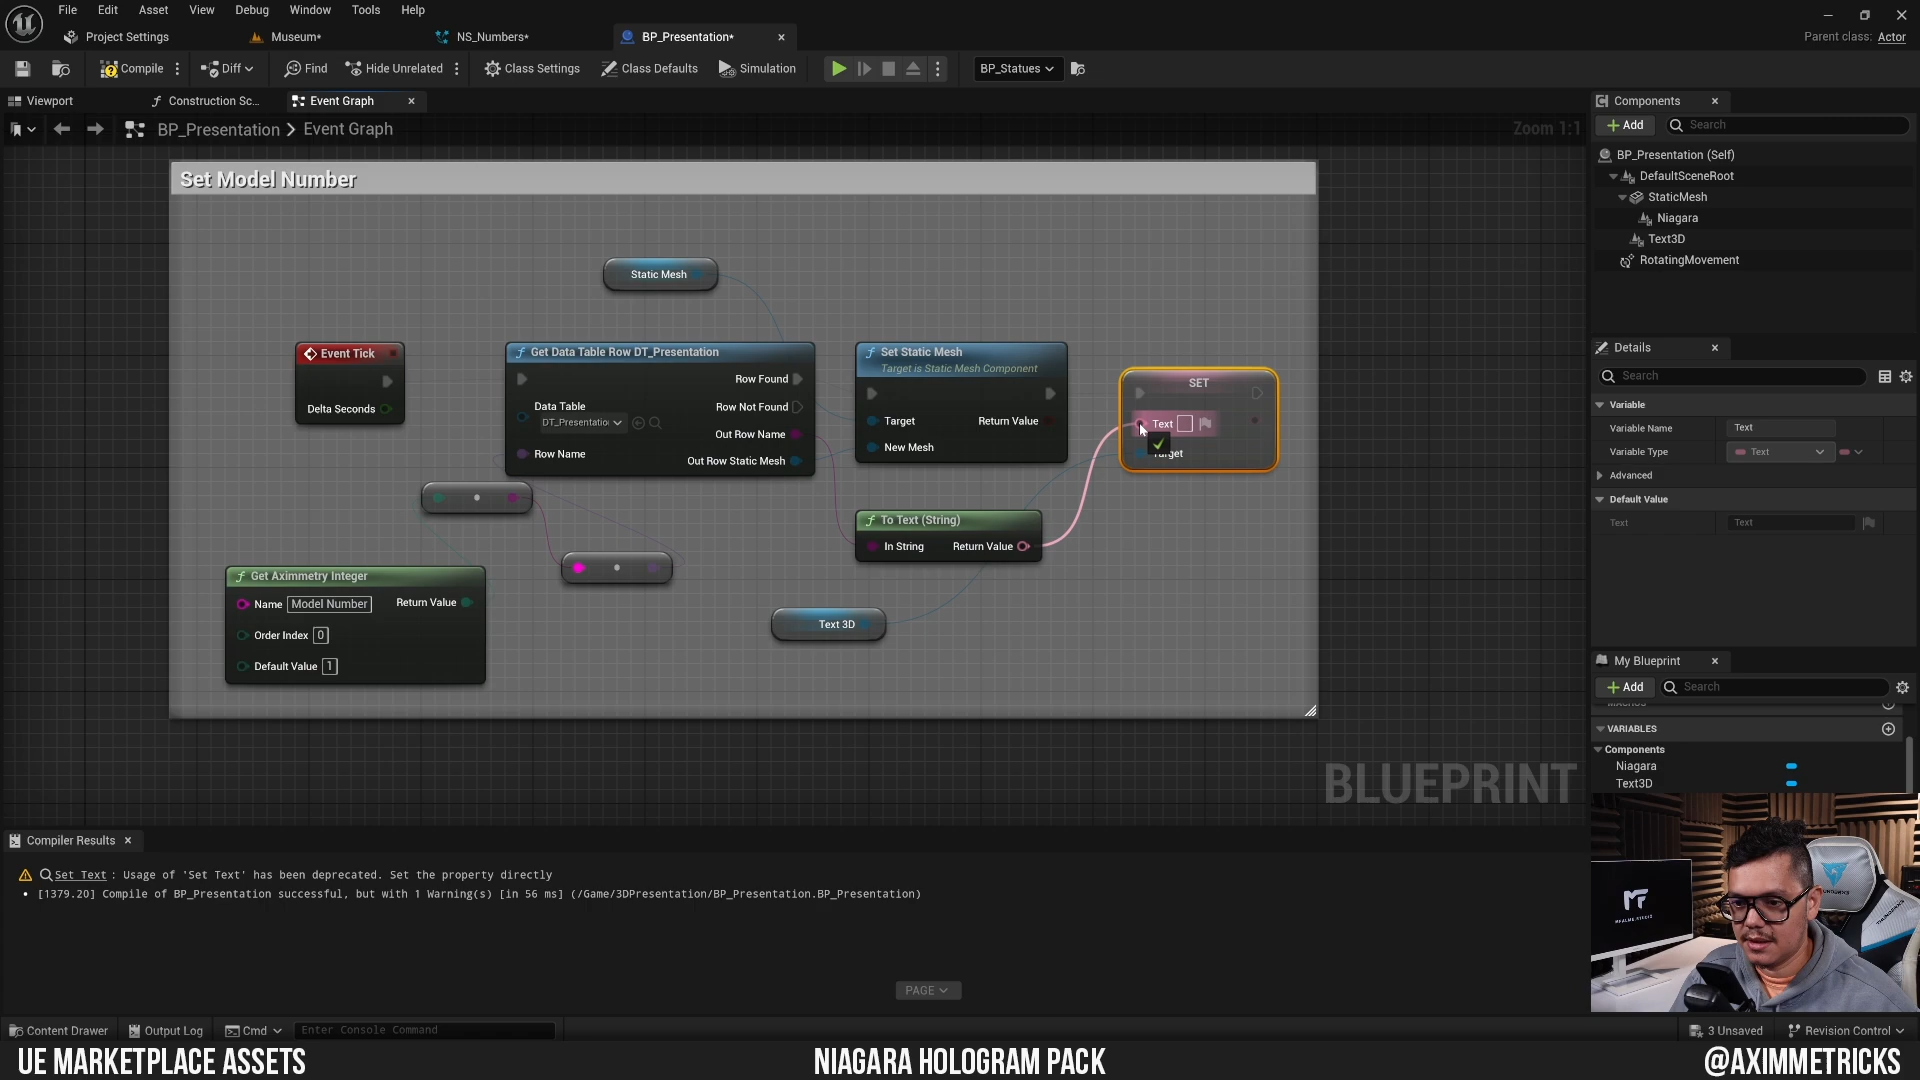 File Edit Asset View Debug Window Tools Help
Project Settings Museum* NS_Numbers* BP_Presentation*
Parent class: Actor
Compile Diff Find Hide Unrelated Class Settings Class Defaults Simulation BP_Statues
Viewport Construction Sc... Event Graph
BP_Presentation > Event Graph
Zoom 1:1
Set Model Number
Static Mesh
Event Tick
Delta Seconds
Get Data Table Row DT_Presentation
Row Found
Data Table
Row Not Found
DT_Presentatio
Out Row Name
Row Name
Out Row Static Mesh
Set Static Mesh
Target is Static Mesh Component
Target Return Value
New Mesh
SET
Text
Target
To Text (String)
In String Return Value
Get Aximmetry Integer
Name Model Number Return Value
Order Index 0
Default Value 1
Text 3D
BLUEPRINT
Components
Add Search
BP_Presentation (Self)
DefaultSceneRoot
StaticMesh
Niagara
Text3D
RotatingMovement
Details
Search
Variable
Variable Name Text
Variable Type Text
Advanced
Default Value
Text Text
My Blueprint
Add Search
MACROS
VARIABLES
Components
Niagara
Text3D
Compiler Results
Set Text : Usage of 'Set Text' has been deprecated. Set the property directly
[1379.20] Compile of BP_Presentation successful, but with 1 Warning(s) [in 56 ms] (/Game/3DPresentation/BP_Presentation.BP_Presentation)
PAGE
Content Drawer Output Log Cmd Enter Console Command 3 Unsaved Revision Control
UE MARKETPLACE ASSETS NIAGARA HOLOGRAM PACK @AXIMMETRICKS